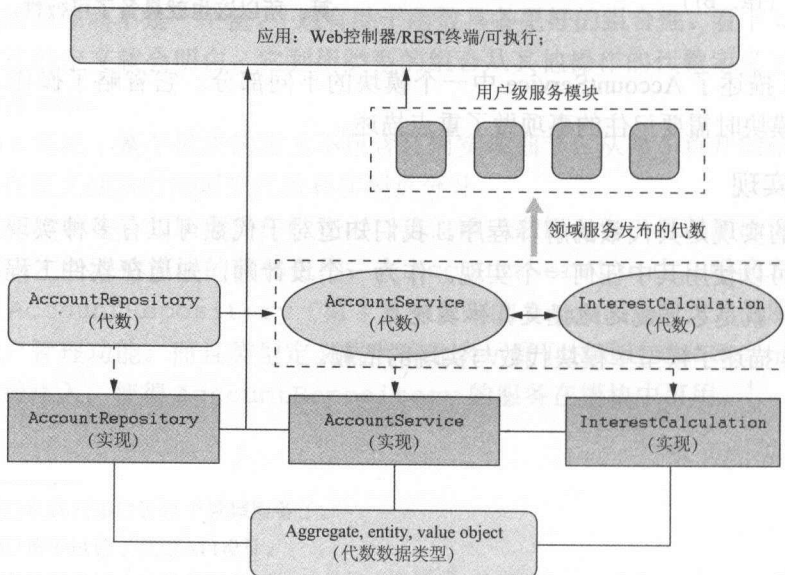 应用：Web控制器/REST终端/可执行；
用户级服务模块
领域服务发布的代数
AccountRepository
（代数）
AccountService
（代数）
InterestCalculation
（代数）
AccountRepository
（实现）
AccountService
（实现）
InterestCalculation
（实现）
Aggregate, entity, value object
（代数数据类型）